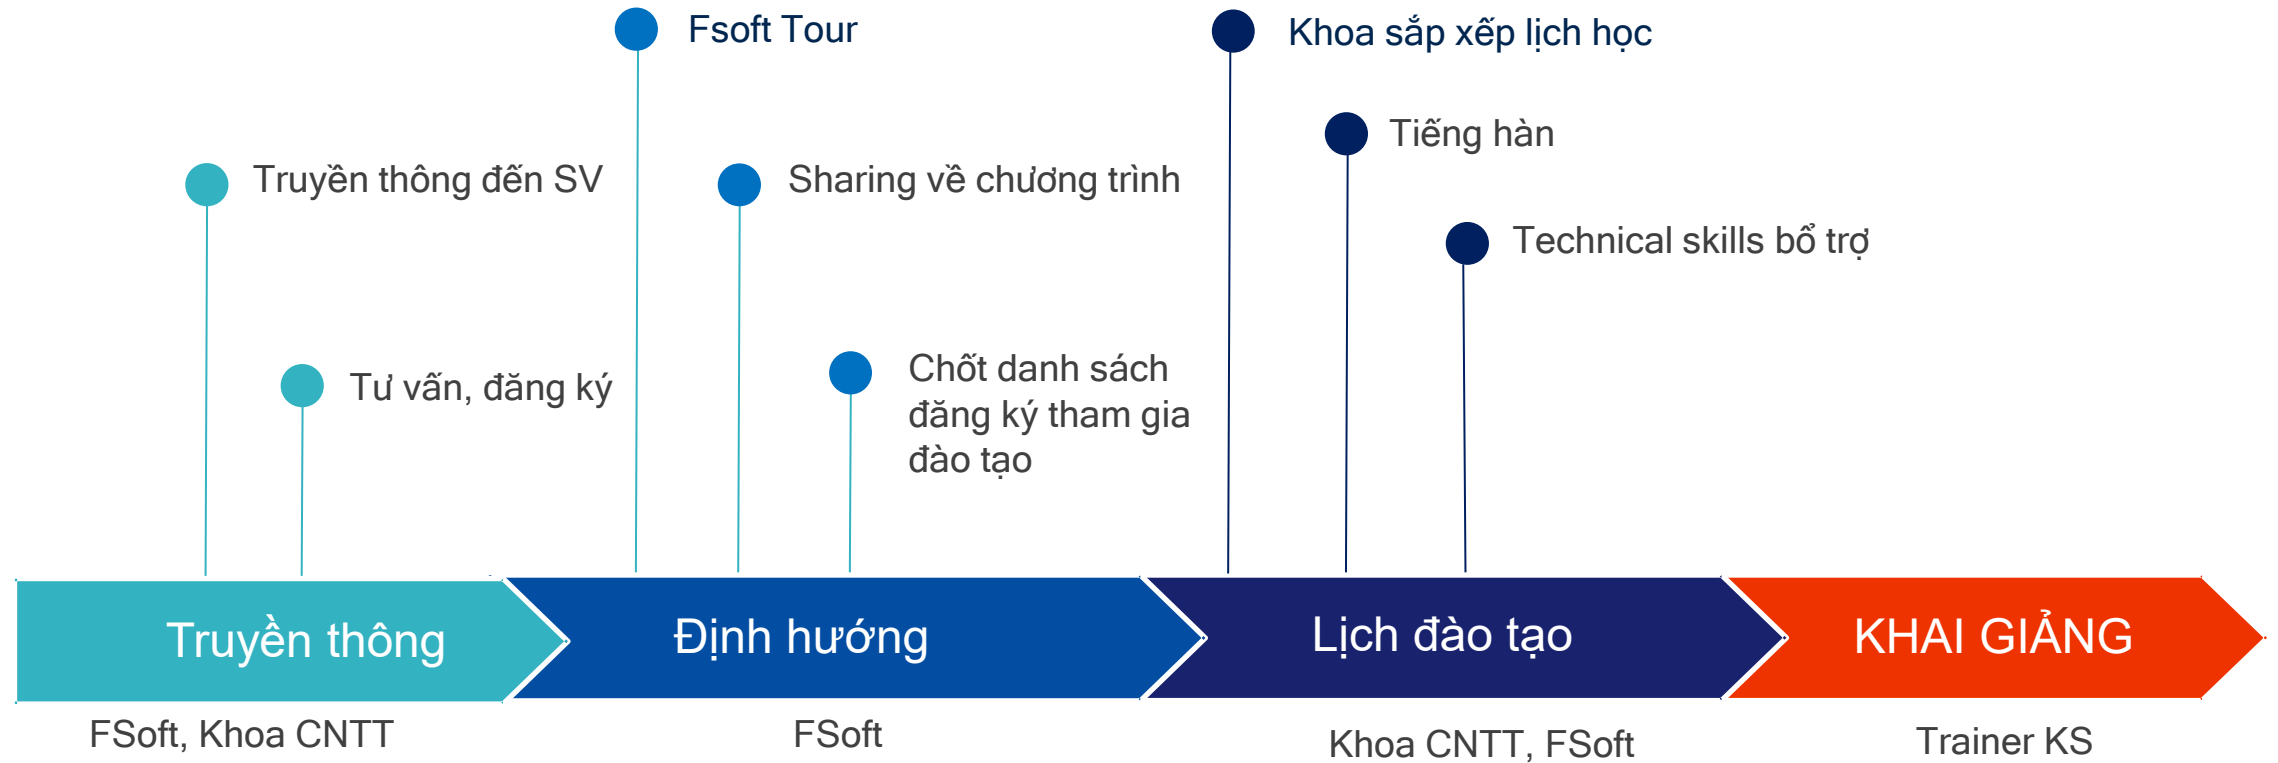 Fsoft Tour
Khoa sắp xếp lịch học
Tiếng hàn
Truyền thông đến SV
Sharing về chương trình
Technical skills bổ trợ
Tư vấn, đăng ký
Chốt danh sách
đăng ký tham gia
đào tạo
Truyền thông
Định hướng
Lịch đào tạo
KHAI GIẢNG
FSoft, Khoa CNTT
FSoft
Khoa CNTT, FSoft
Trainer KS